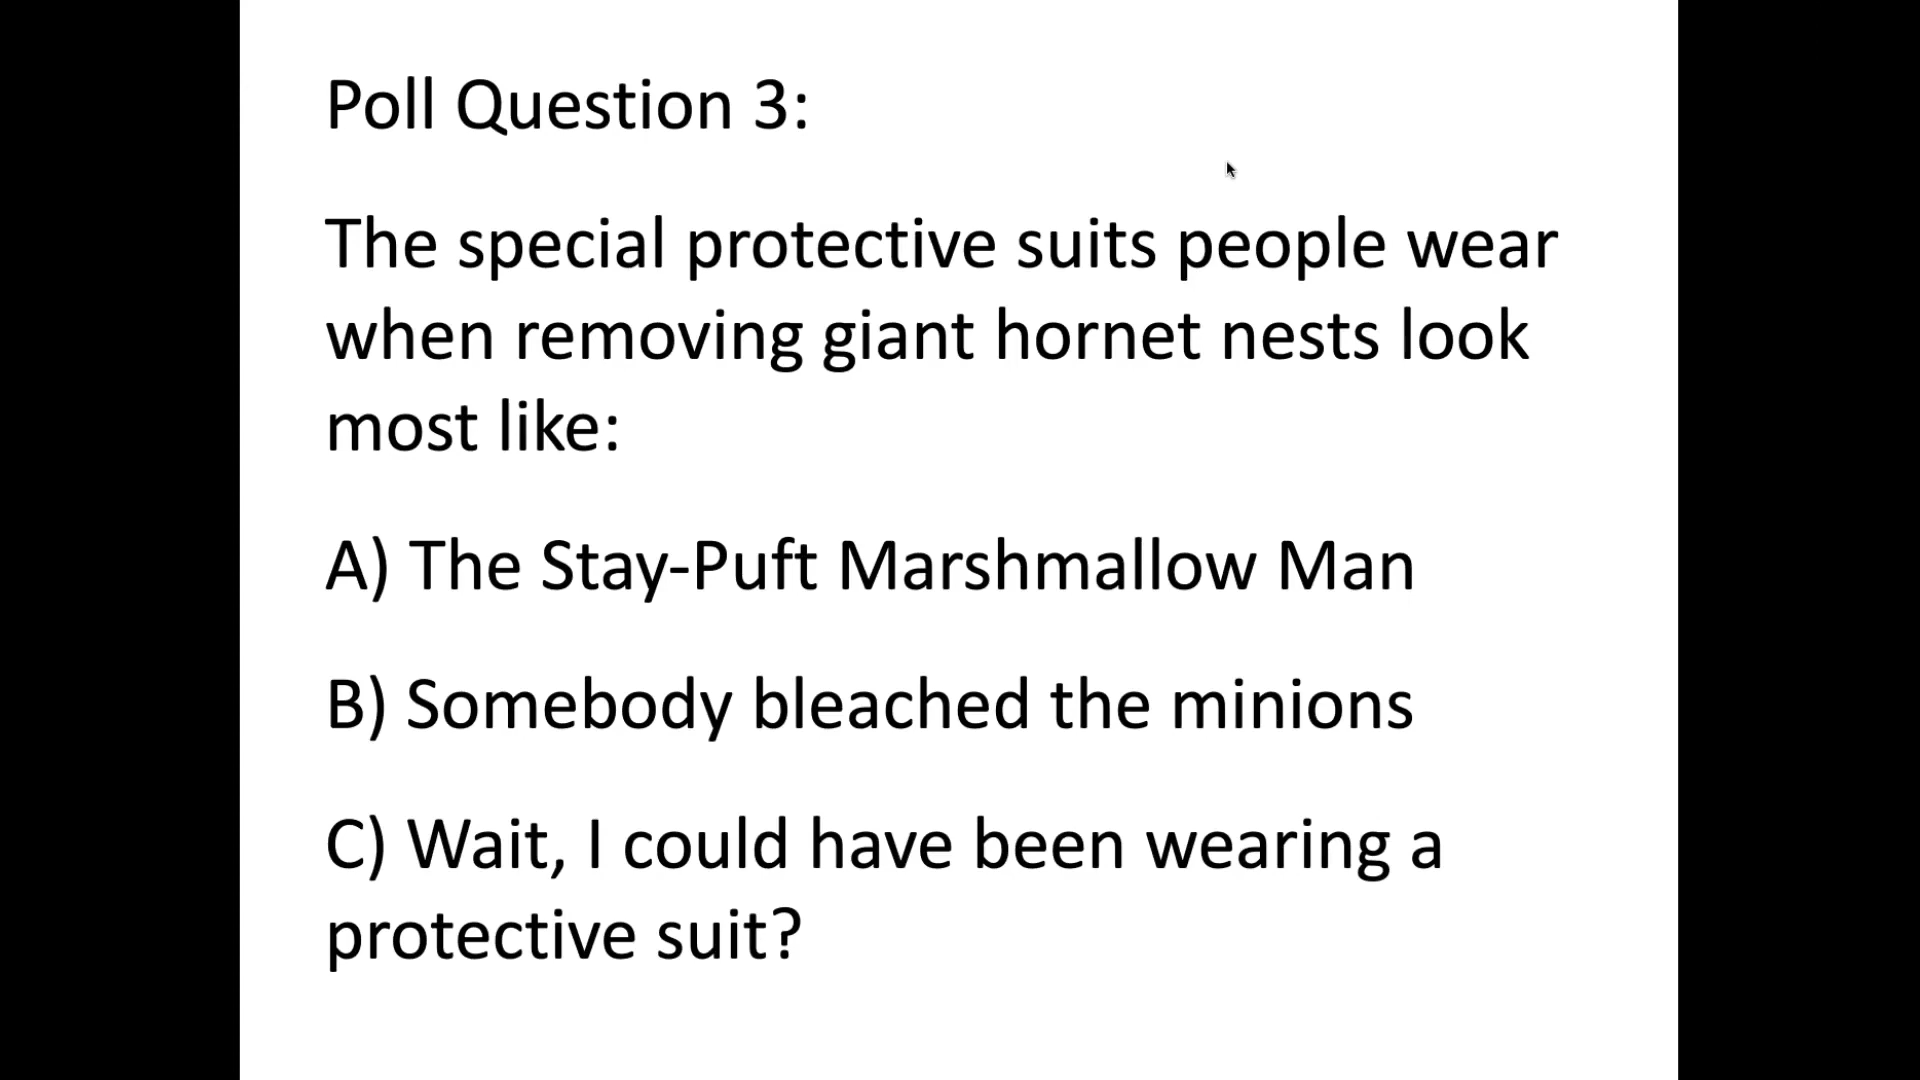 Poll Question 3:
The special protective suits people wear
when removing giant hornet nests look
most like:
A) The Stay-Puft Marshmallow Man
B) Somebody bleached the minions
C) Wait, I could have been wearing a
protective suit?